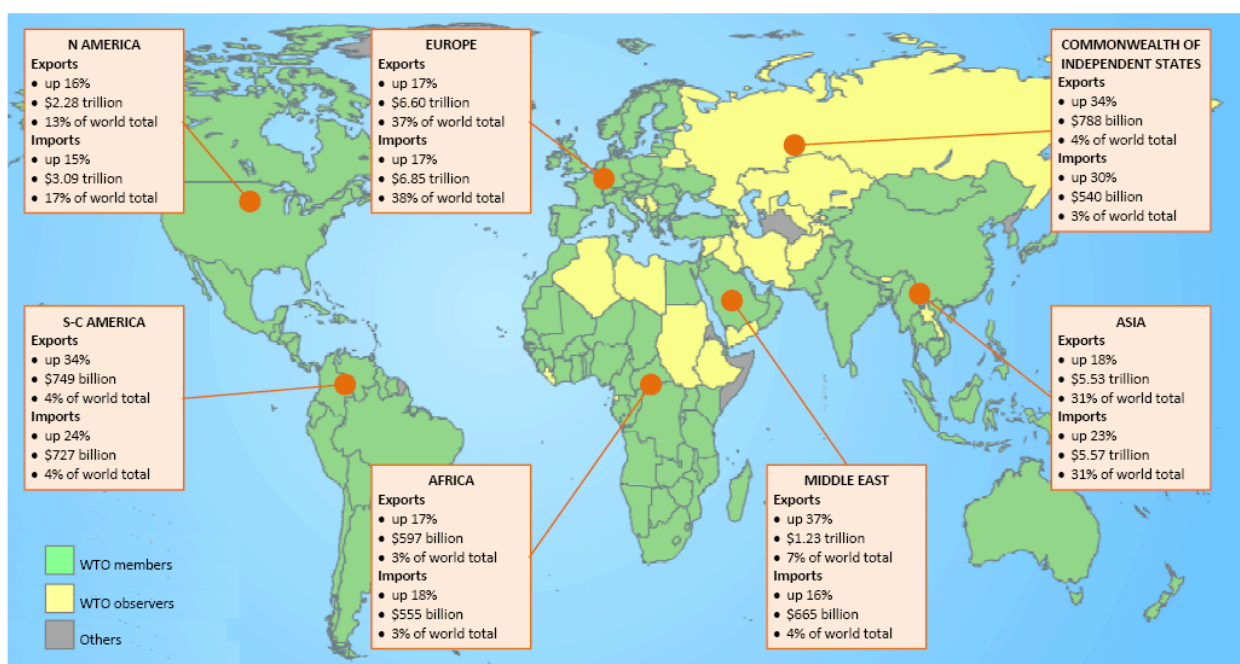 N AMERICA
Exports
• up 16%
• $2.28 trillion
• 13% of world total
Imports
• up 15%
• $3.09 trillion
• 17% of world total
EUROPE
Exports
• up 17%
• $6.60 trillion
• 37% of world total
Imports
• up 17%
• $6.85 trillion
• 38% of world total
COMMONWEALTH OF
INDEPENDENT STATES
Exports
• up 34%
• $788 billion
• 4% of world total
Imports
• up 30%
• $540 billion
• 3% of world total
S-C AMERICA
Exports
• up 34%
• $749 billion
• 4% of world total
Imports
• up 24%
• $727 billion
• 4% of world total
AFRICA
Exports
• up 17%
• $597 billion
• 3% of world total
Imports
• up 18%
• $555 billion
• 3% of world total
MIDDLE EAST
Exports
• up 37%
• $1.23 trillion
• 7% of world total
Imports
• up 16%
• $665 billion
• 4% of world total
ASIA
Exports
• up 18%
• $5.53 trillion
• 31% of world total
Imports
• up 23%
• $5.57 trillion
• 31% of world total
WTO members
WTO observers
Others